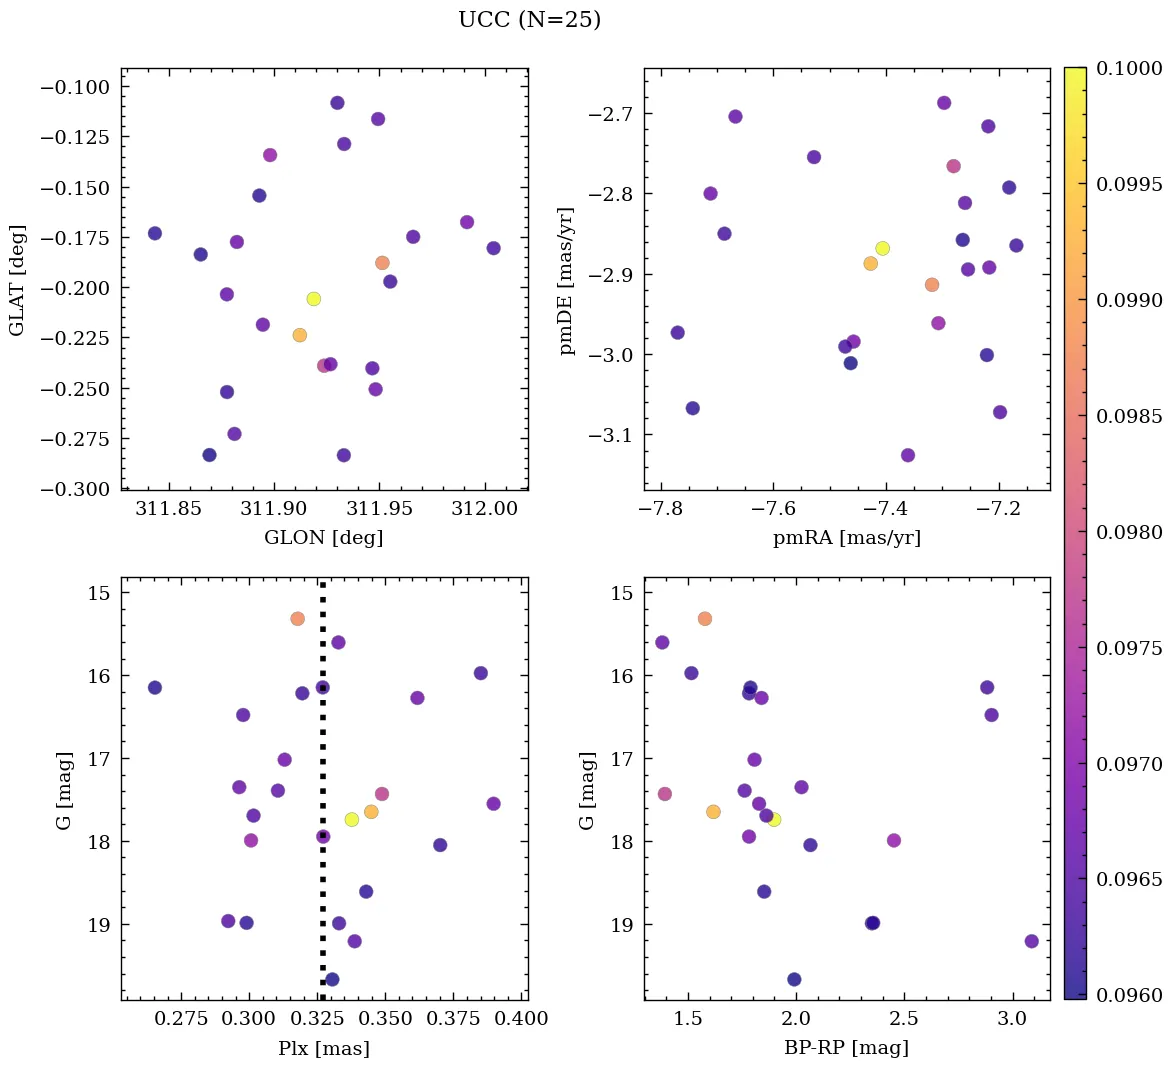 UCC (N=25)
−0.100
−0.125
−0.150
−0.175
−0.200
−0.225
−0.250
−0.275
−0.300
GLAT [deg]
311.85 311.90 311.95 312.00
GLON [deg]
−2.7
−2.8
−2.9
−3.0
−3.1
pmDE [mas/yr]
−7.8 −7.6 −7.4 −7.2
pmRA [mas/yr]
15
16
17
18
19
G [mag]
0.275 0.300 0.325 0.350 0.375 0.400
Plx [mas]
15
16
17
18
19
G [mag]
1.5 2.0 2.5 3.0
BP-RP [mag]
0.1000
0.0995
0.0990
0.0985
0.0980
0.0975
0.0970
0.0965
0.0960